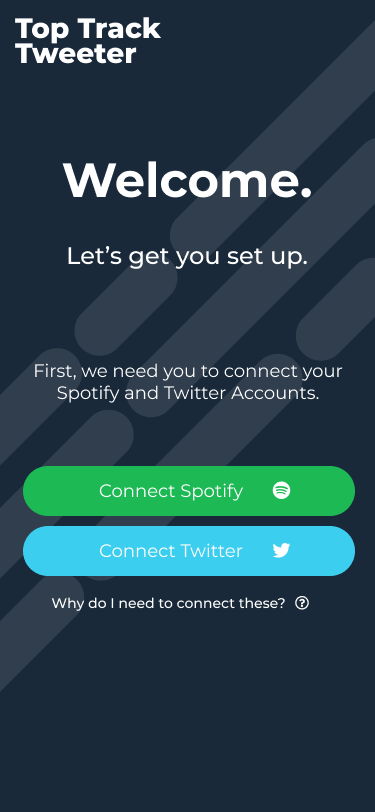 Top Track
Tweeter
Welcome.
Let’s get you set up.
First, we need you to connect your
Spotify and Twitter Accounts.
Connect Spotify
Connect Twitter
Why do I need to connect these?